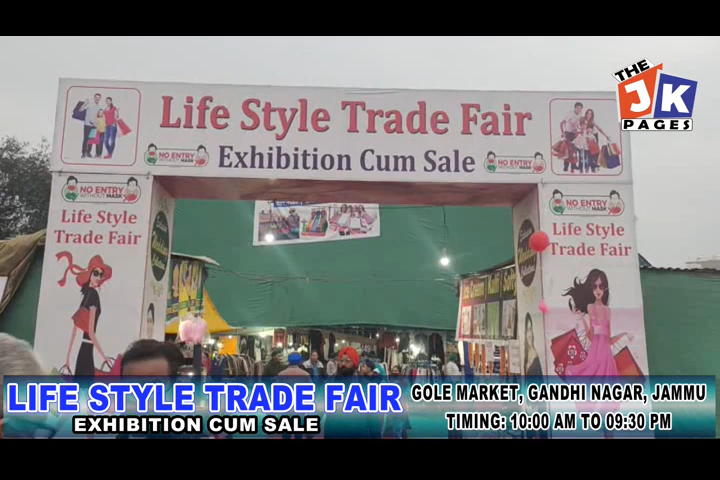 THE
JK
PAGES
Life Style Trade Fair
Exhibition Cum Sale
NO ENTRY
WITHOUT MASK
NO ENTRY
WITHOUT MASK
NO ENTRY
WITHOUT MASK
Life Style
Trade Fair
NO ENTRY
WITHOUT MASK
Life Style
Trade Fair
LIFE STYLE TRADE FAIR
EXHIBITION CUM SALE
GOLE MARKET, GANDHI NAGAR, JAMMU
TIMING: 10:00 AM TO 09:30 PM